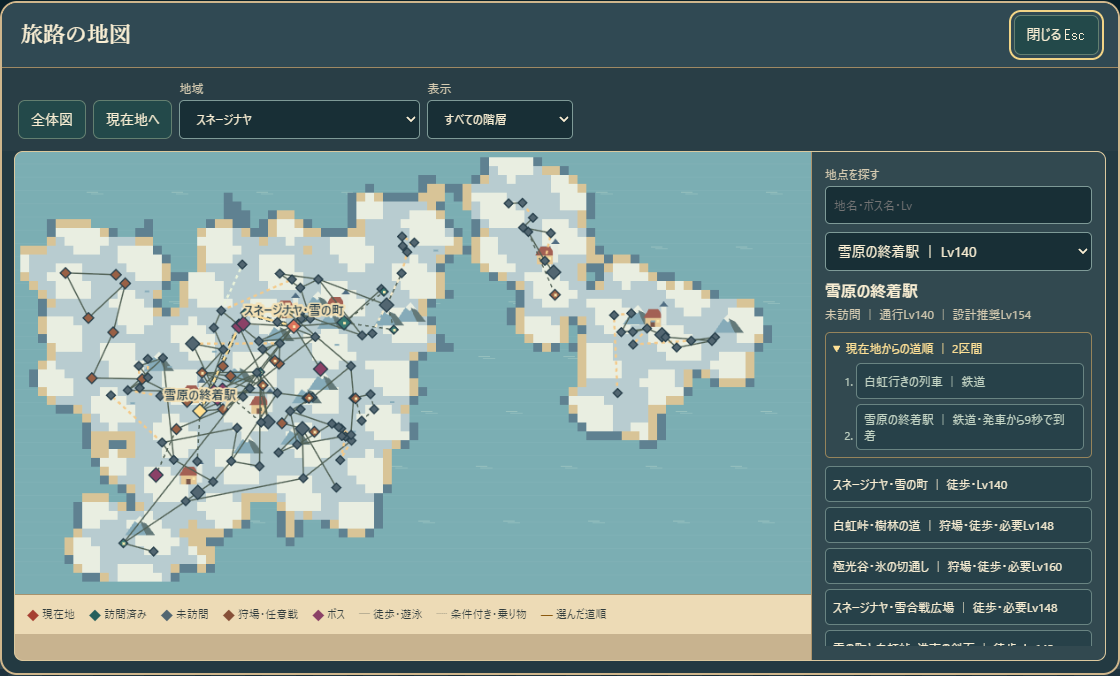 旅路の地図
閉じる Esc
地域
表示
全体図
現在地へ
スネージナヤ
すべての階層
地点を探す
地名・ボス名・Lv
雪原の終着駅 | Lv140
雪原の終着駅
未訪問 | 通行Lv140 | 設計推奨Lv154
▼ 現在地からの道順 | 2区間
1. 白虹行きの列車 | 鉄道
2. 雪原の終着駅 | 鉄道・発車から9秒で到
着
スネージナヤ・雪の町 | 徒歩・Lv140
白虹峠・樹林の道 | 狩場・徒歩・必要Lv148
極光谷・氷の切通し | 狩場・徒歩・必要Lv160
スネージナヤ・雪合戦広場 | 徒歩・必要Lv148
スネージナヤ・雪の町
雪原の終着駅
現在地
訪問済み
未訪問
狩場・任意戦
ボス
徒歩・遊泳
条件付き・乗り物
選んだ道順